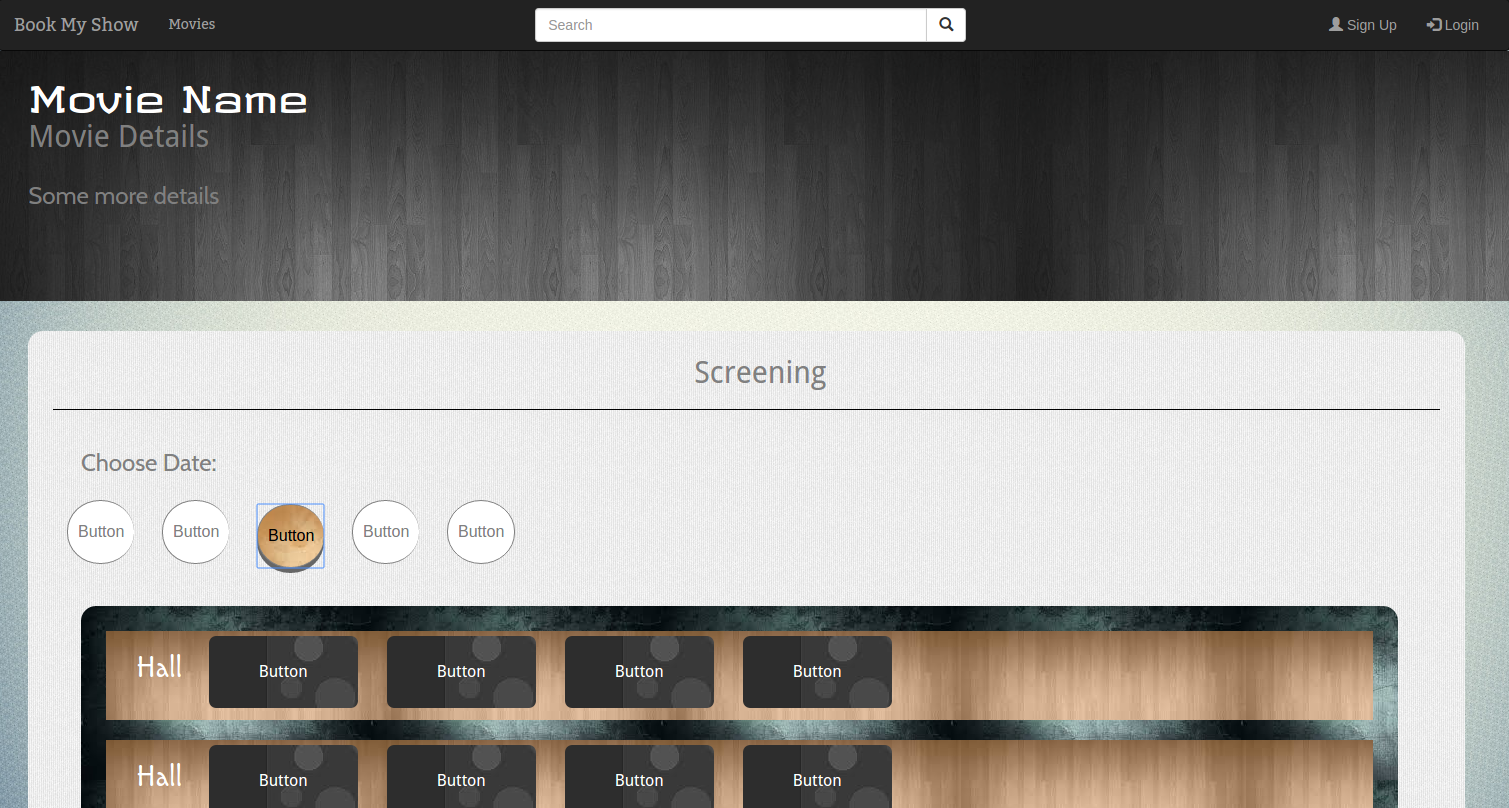 Book My Show Movies Search Sign Up Login
Movie Name
Movie Details
Some more details
Screening
Choose Date:
Button Button Button Button Button
Hall Button Button Button Button
Hall Button Button Button Button